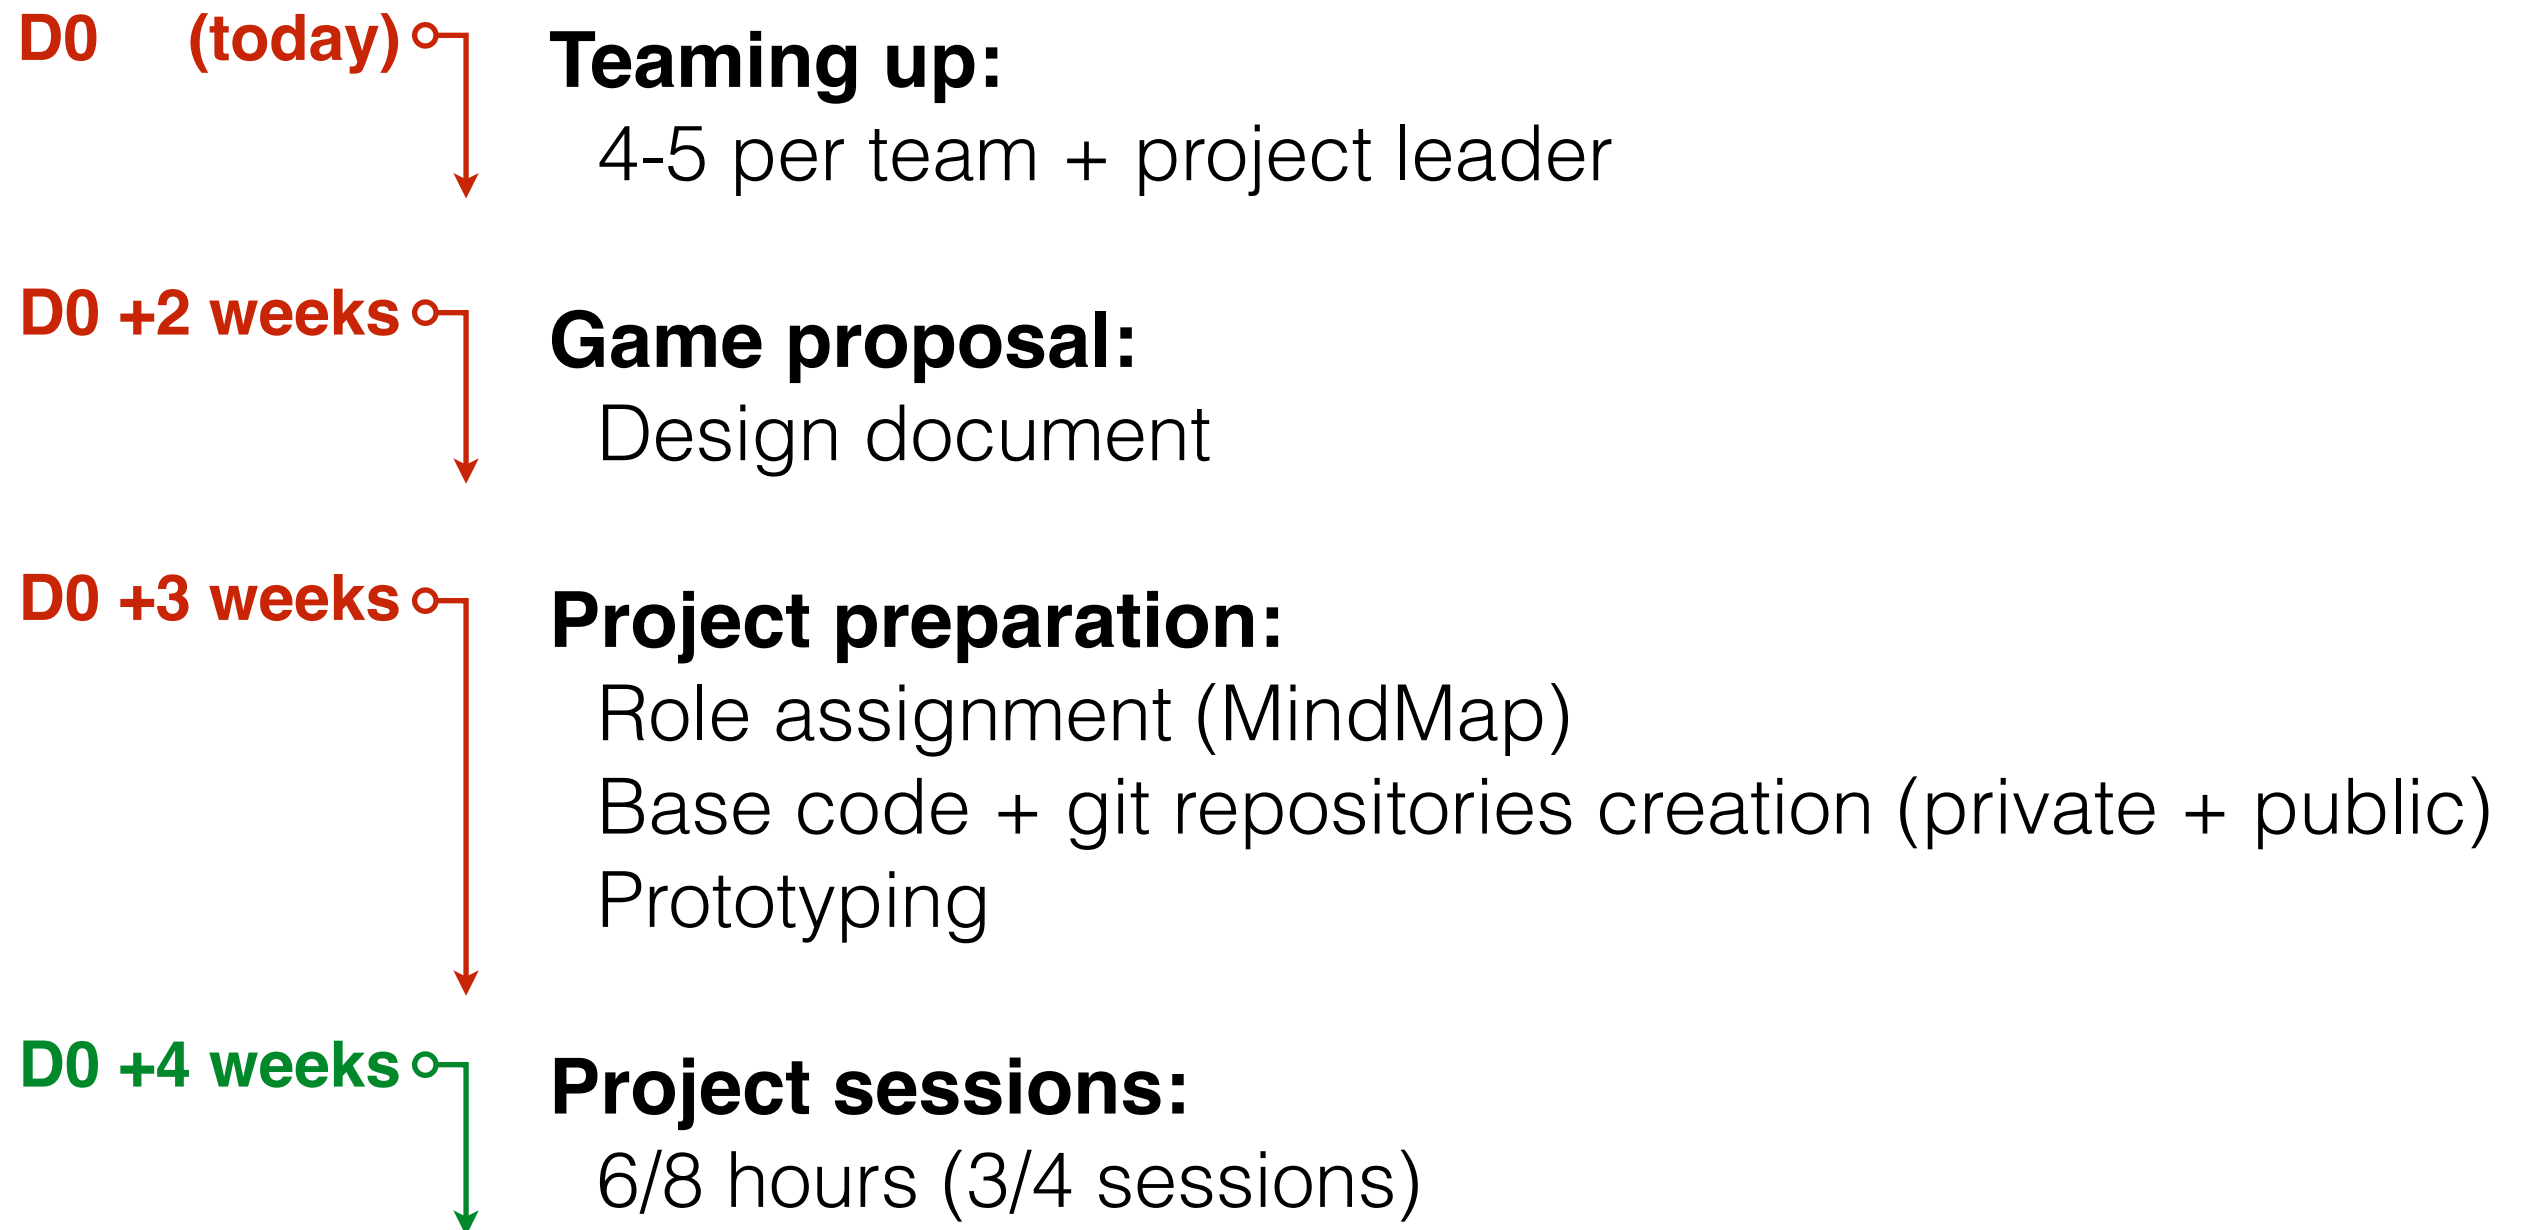 D0 (today)
Teaming up:
4-5 per team + project leader
D0 +2 weeks
Game proposal:
Design document
D0 +3 weeks
Project preparation:
Role assignment (MindMap)
Base code + git repositories creation (private + public)
Prototyping
D0 +4 weeks
Project sessions:
6/8 hours (3/4 sessions)